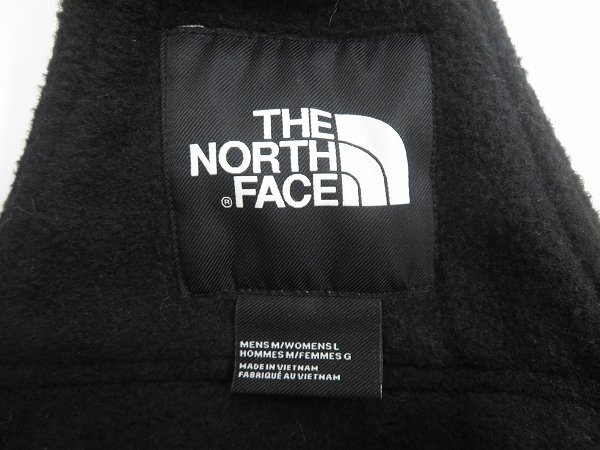 THE
NORTH
FACE
®
MENS M/WOMENS L
HOMMES M/FEMMES G
MADE IN VIETNAM
FABRIQUÉ AU VIETNAM